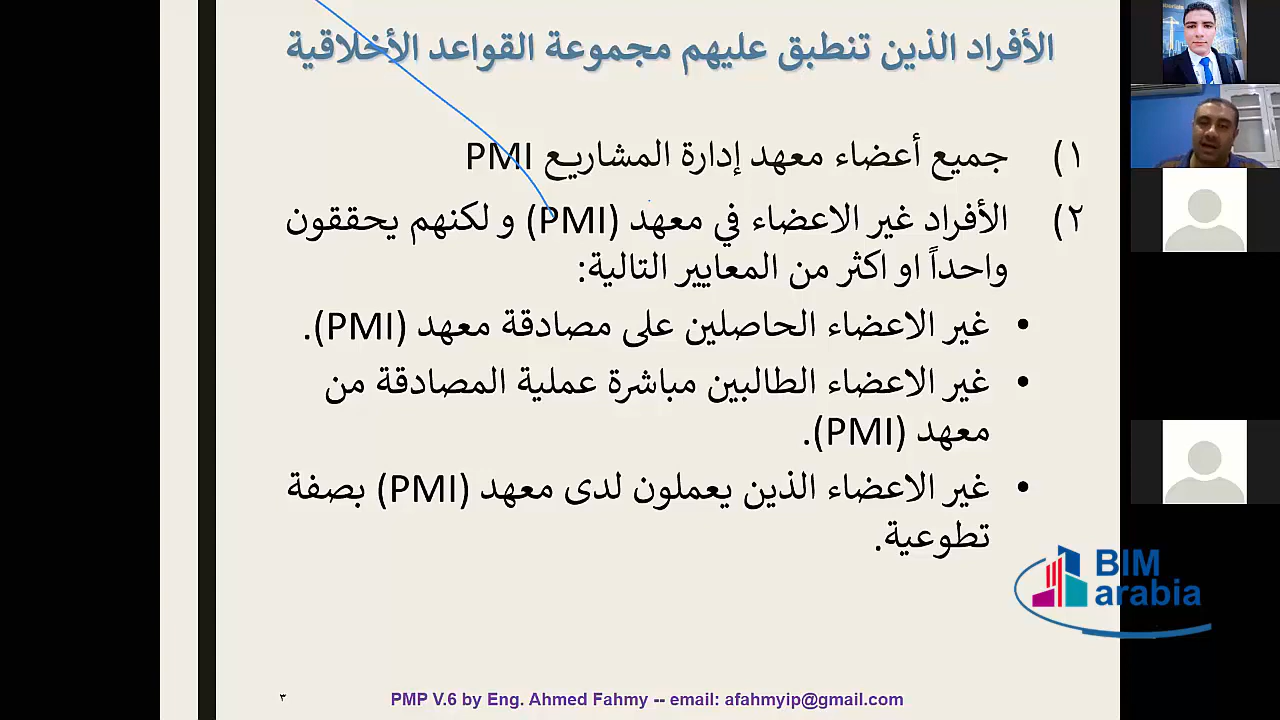 الأفراد الذين تنطبق عليهم مجموعة القواعد الأخلاقية
١) جميع أعضاء معهد إدارة المشاريع PMI
٢) الأفراد غير الاعضاء في معهد (PMI) و لكنهم يحققون
واحداً او اكثر من المعايير التالية:
• غير الاعضاء الحاصلين على مصادقة معهد (PMI).
• غير الاعضاء الطالبين مباشرة عملية المصادقة من
معهد (PMI).
• غير الاعضاء الذين يعملون لدى معهد (PMI) بصفة
تطوعية.
BIM
arabia
٣
PMP V.6 by Eng. Ahmed Fahmy -- email: afahmyip@gmail.com